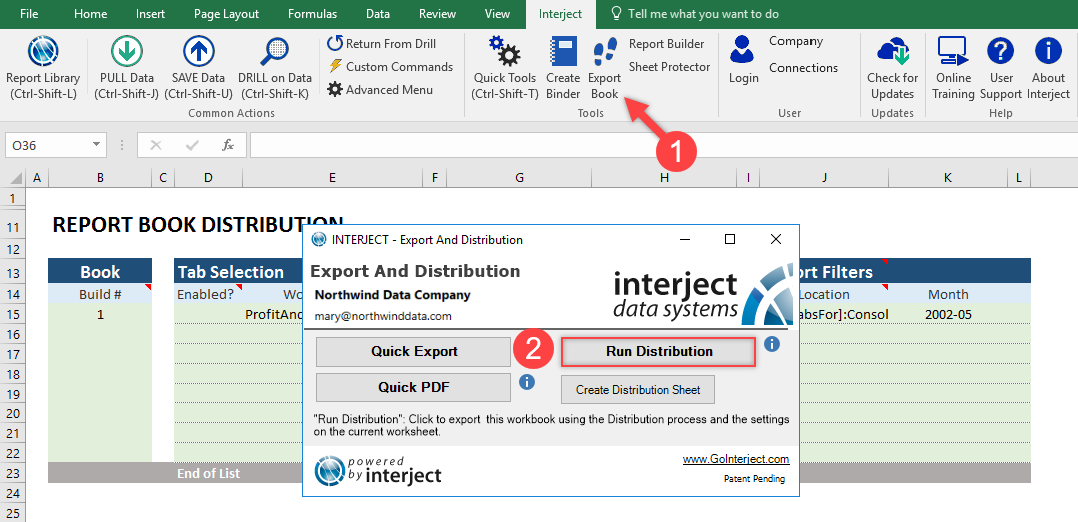 File Home Insert Page Layout Formulas Data Review View Interject Tell me what you want to do
Report Library
(Ctrl-Shift-L)
PULL Data
(Ctrl-Shift-J)
SAVE Data
(Ctrl-Shift-U)
DRILL on Data
(Ctrl-Shift-K)
Return From Drill
Custom Commands
Advanced Menu
Common Actions
Quick Tools
(Ctrl-Shift-T)
Create
Binder
Export
Book
Report Builder
Sheet Protector
Tools
Login
Company
Connections
User
Check for
Updates
Updates
Online
Training
User
Support
About
Interject
Help
1
O36 fx
A B C D E F G H I J K L
1
11 REPORT BOOK DISTRIBUTION
12
13 Book Tab Selection ort Filters
14 Build # Enabled? Wo Location Month
15 1 ProfitAnd absFor]:Consol 2002-05
16
17
18
19
20
21
22
23 End of List
24
25
INTERJECT - Export And Distribution
Export And Distribution
Northwind Data Company
mary@northwinddata.com
interject
data systems
Quick Export 2 Run Distribution
Quick PDF Create Distribution Sheet
"Run Distribution": Click to export this workbook using the Distribution process and the settings
on the current worksheet.
powered
by interject
www.GoInterject.com
Patent Pending